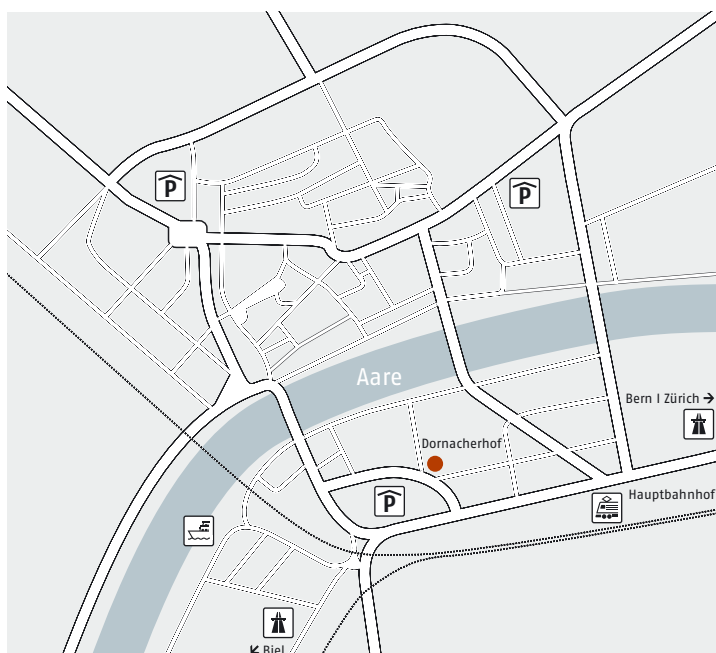 P
P
Aare
Bern I Zürich →
Dornacherhof
P
Hauptbahnhof
↙ Biel